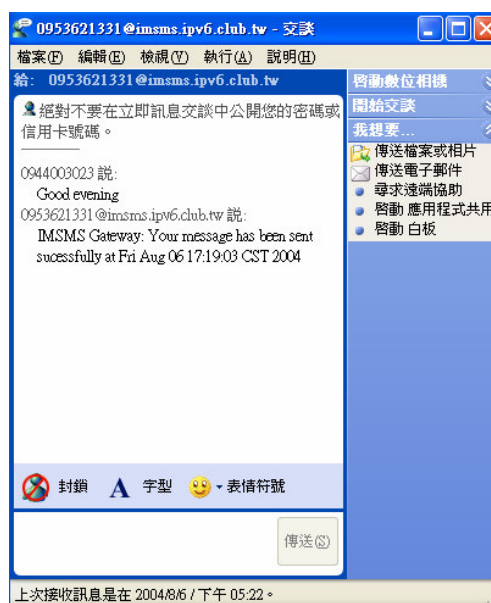 0953621331@imsms.ipv6.club.tw - 交談
檔案(F) 編輯(E) 檢視(V) 執行(A) 說明(H)
給: 0953621331@imsms.ipv6.club.tw
絕對不要在立即訊息交談中公開您的密碼或
信用卡號碼。
0944003023 說:
Good evening
0953621331@imsms.ipv6.club.tw 說:
IMSMS Gateway: Your message has been sent
sucessfully at Fri Aug 06 17:19:03 CST 2004
封鎖 A 字型 表情符號
傳送(S)
上次接收訊息是在 2004/8/6 / 下午 05:22。
啟動數位相機
開始交談
我想要...
傳送檔案或相片
傳送電子郵件
尋求遠端協助
啟動 應用程式共用
啟動 白板